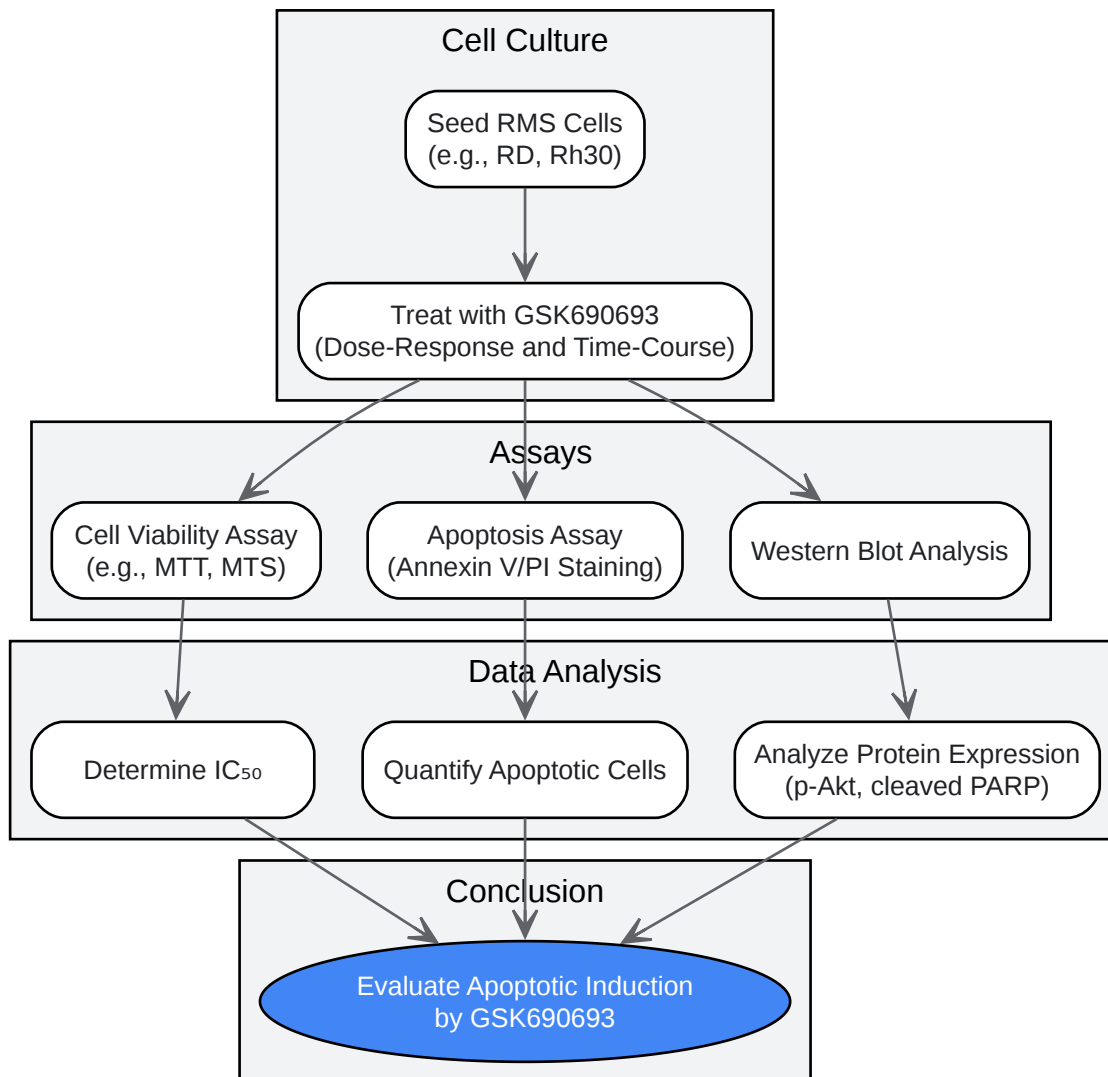 Cell Culture
Seed RMS Cells
(e.g., RD, Rh30)
Treat with GSK690693
(Dose-Response and Time-Course)
Assays
Cell Viability Assay
(e.g., MTT, MTS)
Apoptosis Assay
(Annexin V/PI Staining)
Western Blot Analysis
Data Analysis
Determine IC₅₀
Quantify Apoptotic Cells
Analyze Protein Expression
(p-Akt, cleaved PARP)
Conclusion
Evaluate Apoptotic Induction
by GSK690693